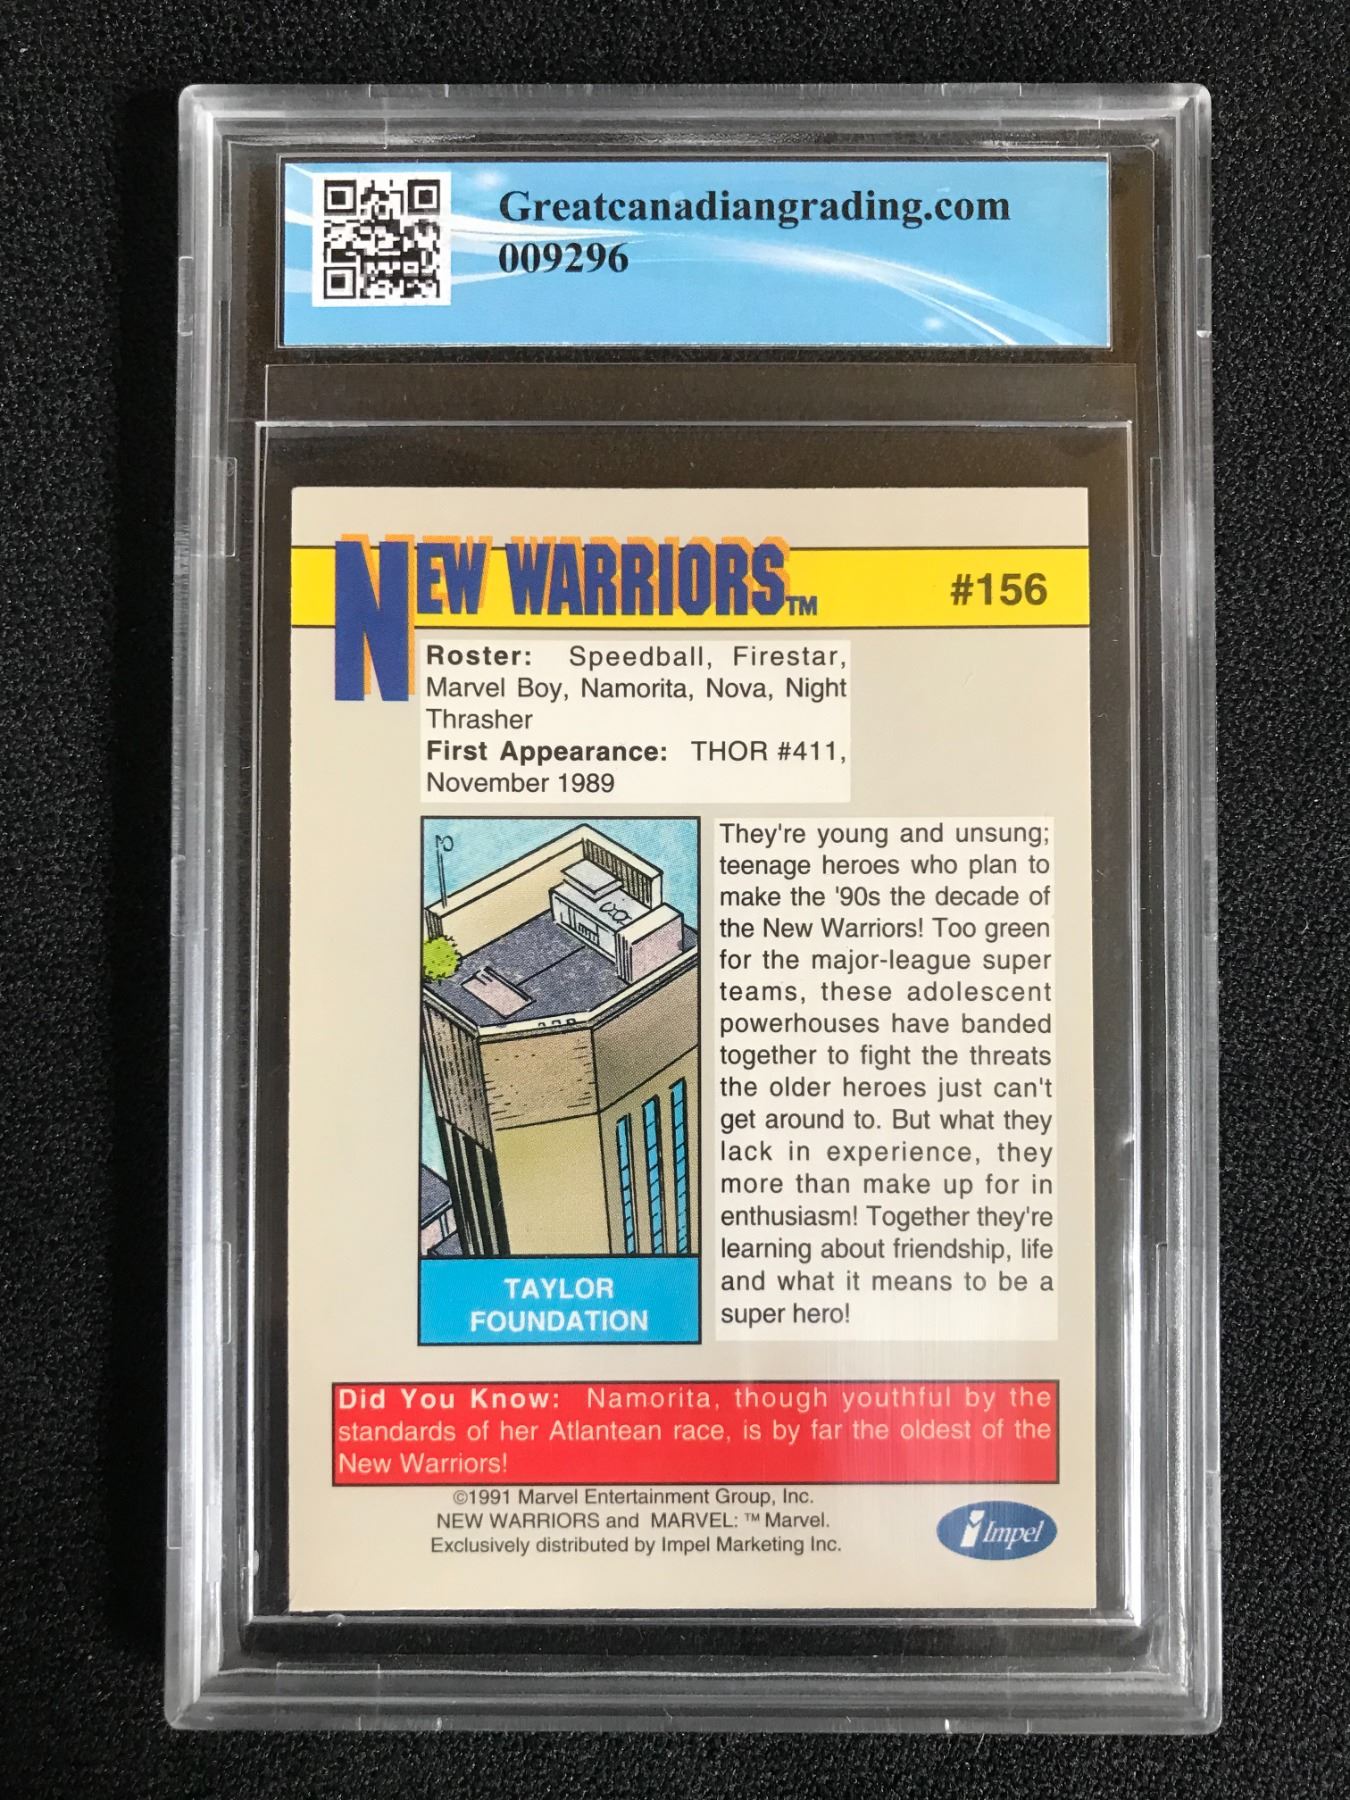 Greatcanadiangrading.com
009296
NEW WARRIORS™
#156
Roster: Speedball, Firestar,
Marvel Boy, Namorita, Nova, Night
Thrasher
First Appearance: THOR #411,
November 1989
They're young and unsung;
teenage heroes who plan to
make the '90s the decade of
the New Warriors! Too green
for the major-league super
teams, these adolescent
powerhouses have banded
together to fight the threats
the older heroes just can't
get around to. But what they
lack in experience, they
more than make up for in
enthusiasm! Together they're
learning about friendship, life
and what it means to be a
super hero!
TAYLOR
FOUNDATION
Did You Know: Namorita, though youthful by the
standards of her Atlantean race, is by far the oldest of the
New Warriors!
©1991 Marvel Entertainment Group, Inc.
NEW WARRIORS and MARVEL: ™ Marvel.
Exclusively distributed by Impel Marketing Inc.
Impel